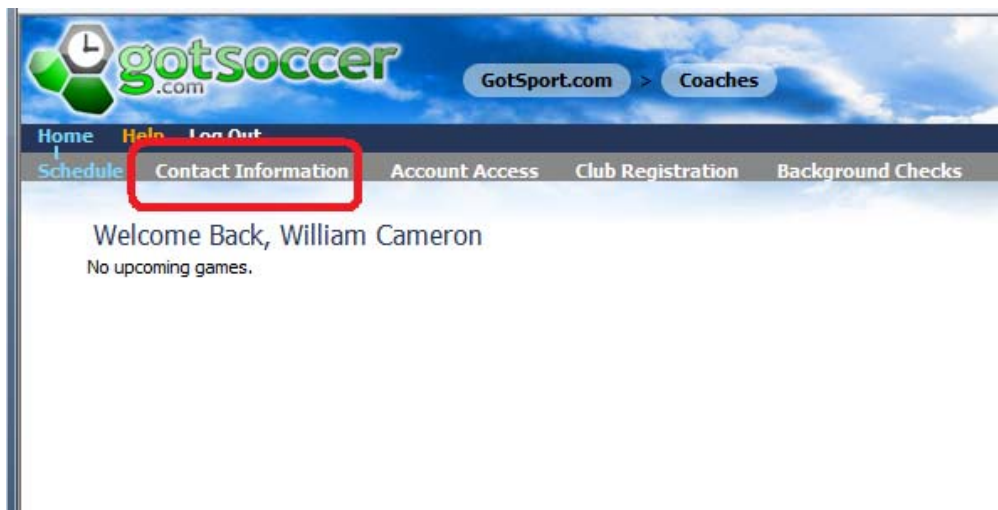 gotsoccer
.com
GotSport.com > Coaches
Home Help Log Out
Schedule Contact Information Account Access Club Registration Background Checks
Welcome Back, William Cameron
No upcoming games.